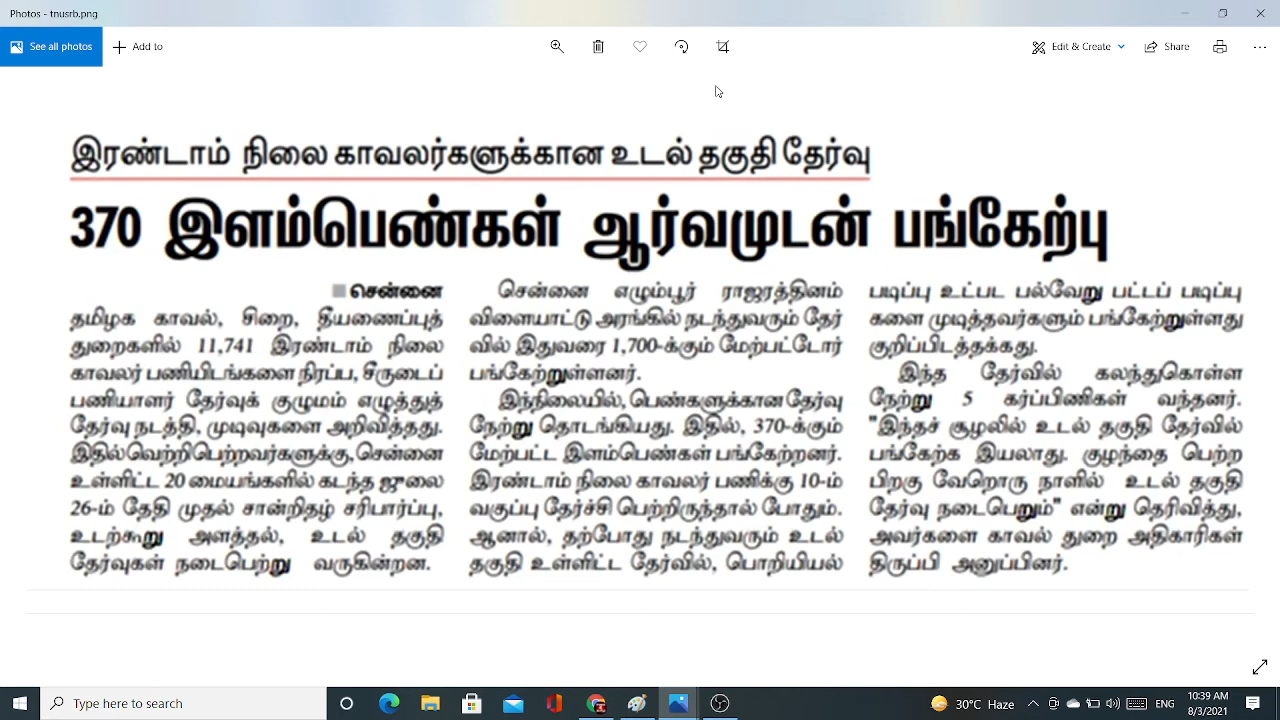 Photos - tnusrb.png
See all photos
Add to
Edit & Create
Share
இரண்டாம் நிலை காவலர்களுக்கான உடல் தகுதி தேர்வு
370 இளம்பெண்கள் ஆர்வமுடன் பங்கேற்பு
சென்னை
தமிழக காவல், சிறை, தீயணைப்புத்
துறைகளில் 11,741 இரண்டாம் நிலை
காவலர் பணியிடங்களை நிரப்ப, சீருடைப்
பணியாளர் தேர்வுக் குழுமம் எழுத்துத்
தேர்வு நடத்தி, முடிவுகளை அறிவித்தது.
இதில் வெற்றி பெற்றவர்களுக்கு, சென்னை
உள்ளிட்ட 20 மையங்களில் கடந்த ஜுலை
26-ம் தேதி முதல் சான்றிதழ் சரிபார்ப்பு,
உடற்கூறு அளத்தல், உடல் தகுதி
தேர்வுகள் நடைபெற்று வருகின்றன.
சென்னை எழும்பூர் ராஜரத்தினம்
விளையாட்டு அரங்கில் நடந்துவரும் தேர்
வில் இதுவரை 1,700-க்கும் மேற்பட்டோர்
பங்கேற்றுள்ளனர்.
இந்நிலையில், பெண்களுக்கான தேர்வு
நேற்று தொடங்கியது. இதில், 370-க்கும்
மேற்பட்ட இளம்பெண்கள் பங்கேற்றனர்.
இரண்டாம் நிலை காவலர் பணிக்கு 10-ம்
வகுப்பு தேர்ச்சி பெற்றிருந்தால் போதும்.
ஆனால், தற்போது நடந்துவரும் உடல்
தகுதி உள்ளிட்ட தேர்வில், பொறியியல்
படிப்பு உட்பட பல்வேறு பட்டப் படிப்பு
களை முடித்தவர்களும் பங்கேற்றுள்ளது
குறிப்பிடத்தக்கது.
இந்த தேர்வில் கலந்துகொள்ள
நேற்று 5 கர்ப்பிணிகள் வந்தனர்.
"இந்தச் சூழலில் உடல் தகுதி தேர்வில்
பங்கேற்க இயலாது. குழந்தை பெற்ற
பிறகு வேறொரு நாளில் உடல் தகுதி
தேர்வு நடைபெறும்" என்று தெரிவித்து,
அவர்களை காவல் துறை அதிகாரிகள்
திருப்பி அனுப்பினர்.
Type here to search
30°C Haze
ENG
10:39 AM
8/3/2021